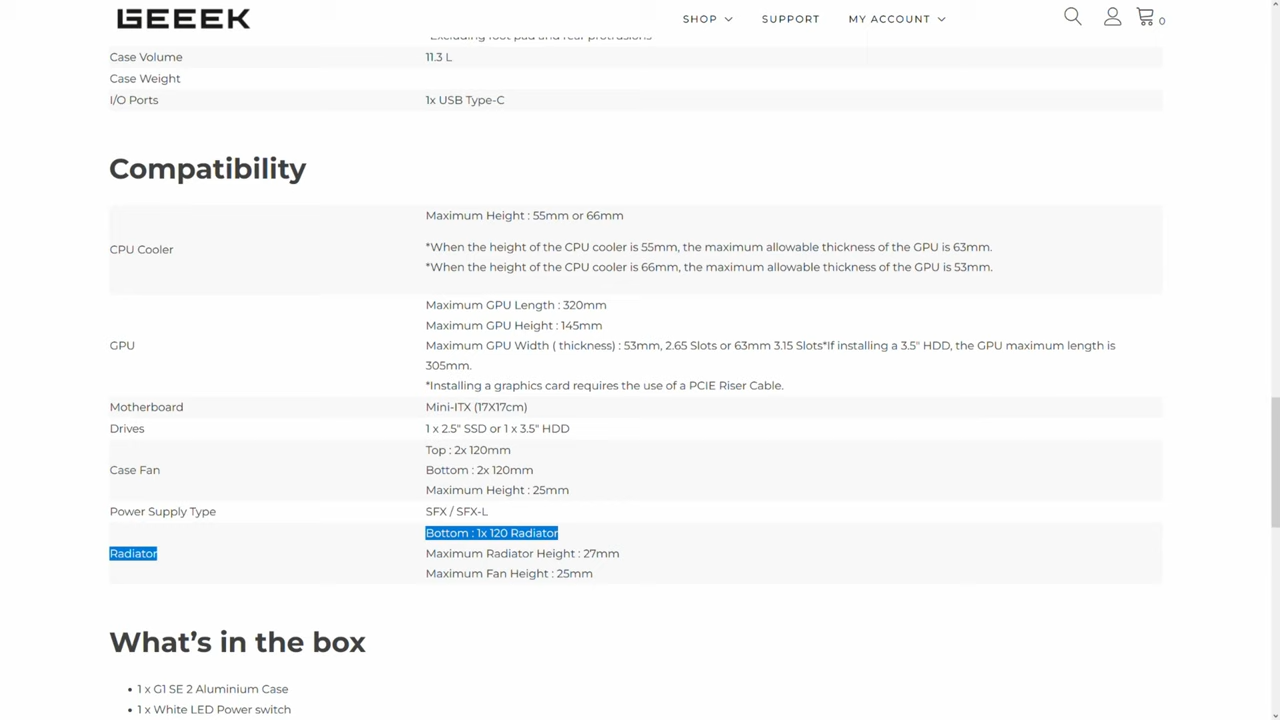 GEEEK
SHOP
SUPPORT
MY ACCOUNT
0
*Excluding foot pad and rear protrusions
Case Volume
11.3 L
Case Weight
I/O Ports
1x USB Type-C
Compatibility
CPU Cooler
Maximum Height : 55mm or 66mm
*When the height of the CPU cooler is 55mm, the maximum allowable thickness of the GPU is 63mm.
*When the height of the CPU cooler is 66mm, the maximum allowable thickness of the GPU is 53mm.
GPU
Maximum GPU Length : 320mm
Maximum GPU Height : 145mm
Maximum GPU Width ( thickness) : 53mm, 2.65 Slots or 63mm 3.15 Slots*If installing a 3.5" HDD, the GPU maximum length is
305mm.
*Installing a graphics card requires the use of a PCIE Riser Cable.
Motherboard
Mini-ITX (17X17cm)
Drives
1 x 2.5" SSD or 1 x 3.5" HDD
Case Fan
Top : 2x 120mm
Bottom : 2x 120mm
Maximum Height : 25mm
Power Supply Type
SFX / SFX-L
Radiator
Bottom : 1x 120 Radiator
Maximum Radiator Height : 27mm
Maximum Fan Height : 25mm
What's in the box
• 1 x G1 SE 2 Aluminium Case
• 1 x White LED Power switch